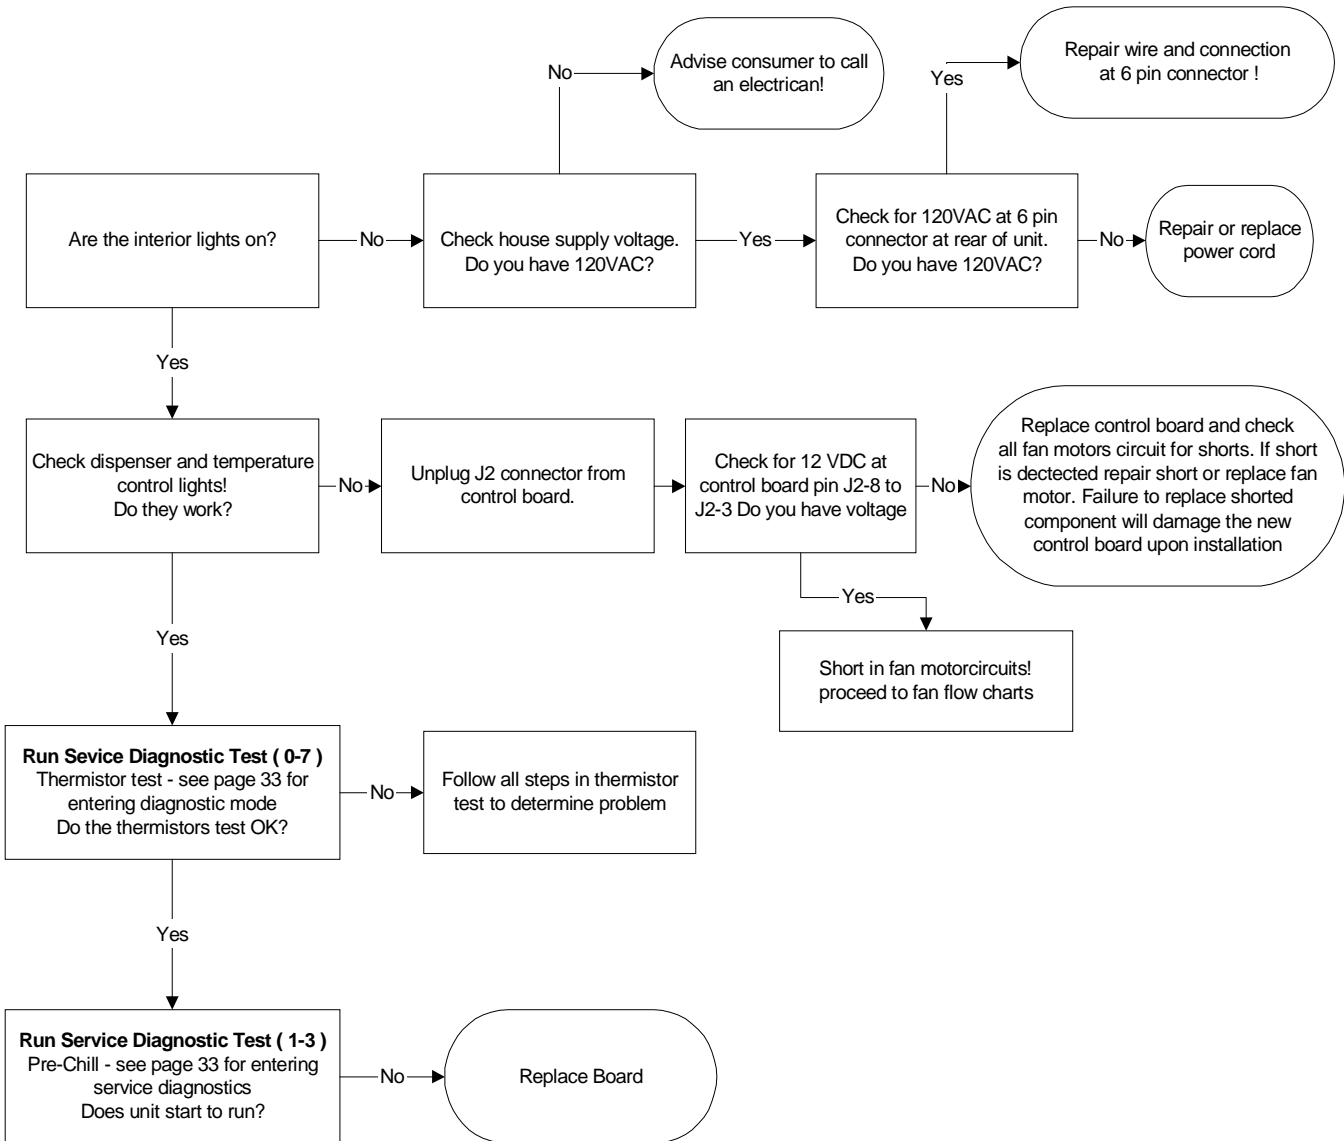 No
Advise consumer to call
an electrican!
Yes
Repair wire and connection
at 6 pin connector !
Are the interior lights on?
No
Check house supply voltage.
Do you have 120VAC?
Yes
Check for 120VAC at 6 pin
connector at rear of unit.
Do you have 120VAC?
No
Repair or replace
power cord
Yes
Check dispenser and temperature
control lights!
Do they work?
No
Unplug J2 connector from
control board.
Check for 12 VDC at
control board pin J2-8 to
J2-3 Do you have voltage
No
Replace control board and check
all fan motors circuit for shorts. If short
is dectected repair short or replace fan
motor. Failure to replace shorted
component will damage the new
control board upon installation
Yes
Short in fan motorcircuits!
proceed to fan flow charts
Yes
Run Sevice Diagnostic Test ( 0-7 )
Thermistor test - see page 33 for
entering diagnostic mode
Do the thermistors test OK?
No
Follow all steps in thermistor
test to determine problem
Yes
Run Service Diagnostic Test ( 1-3 )
Pre-Chill - see page 33 for entering
service diagnostics
Does unit start to run?
No
Replace Board